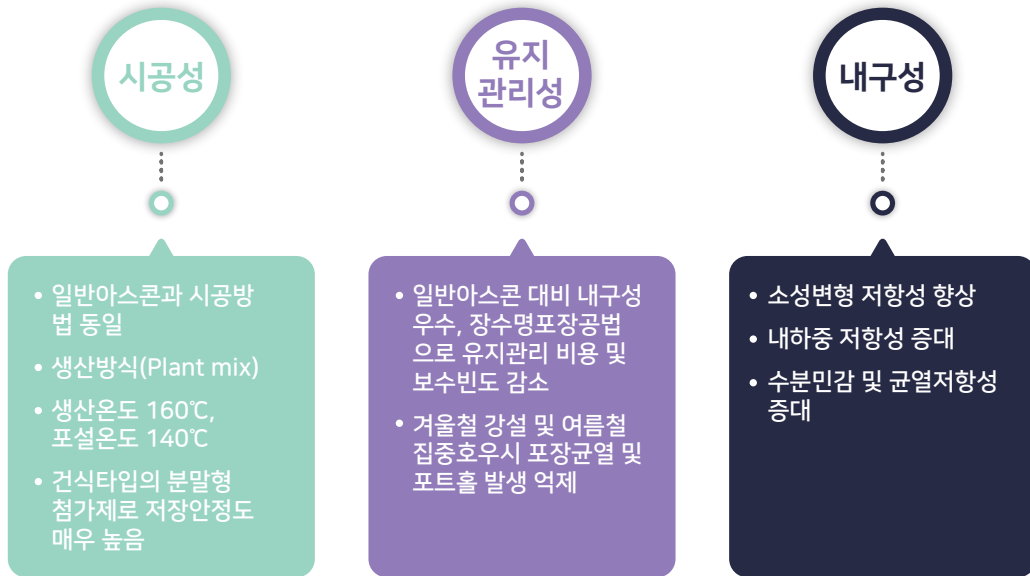 시공성
• 일반아스콘과 시공방
법 동일
• 생산방식(Plant mix)
• 생산온도 160℃,
포설온도 140℃
• 건식타입의 분말형
첨가제로 저장안정도
매우 높음
유지
관리성
• 일반아스콘 대비 내구성
우수, 장수명포장공법
으로 유지관리 비용 및
보수빈도 감소
• 겨울철 강설 및 여름철
집중호우시 포장균열 및
포트홀 발생 억제
내구성
• 소성변형 저항성 향상
• 내하중 저항성 증대
• 수분민감 및 균열저항성
증대